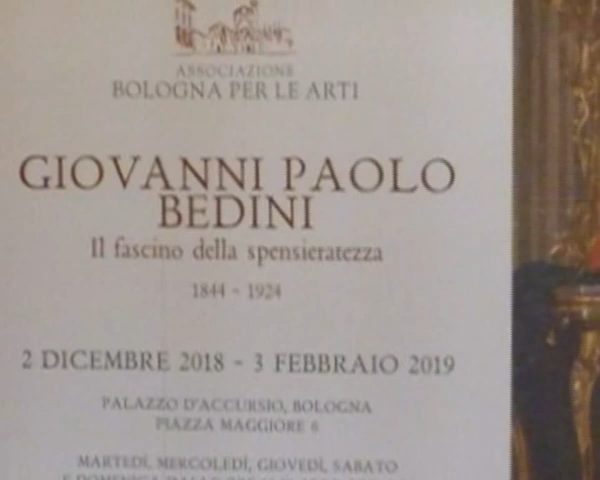 ASSOCIAZIONE
BOLOGNA PER LE ARTI
GIOVANNI PAOLO
BEDINI
Il fascino della spensieratezza
1844 - 1924
2 DICEMBRE 2018 - 3 FEBBRAIO 2019
PALAZZO D'ACCURSIO, BOLOGNA
PIAZZA MAGGIORE 6
MARTEDÌ, MERCOLEDÌ, GIOVEDÌ, SABATO